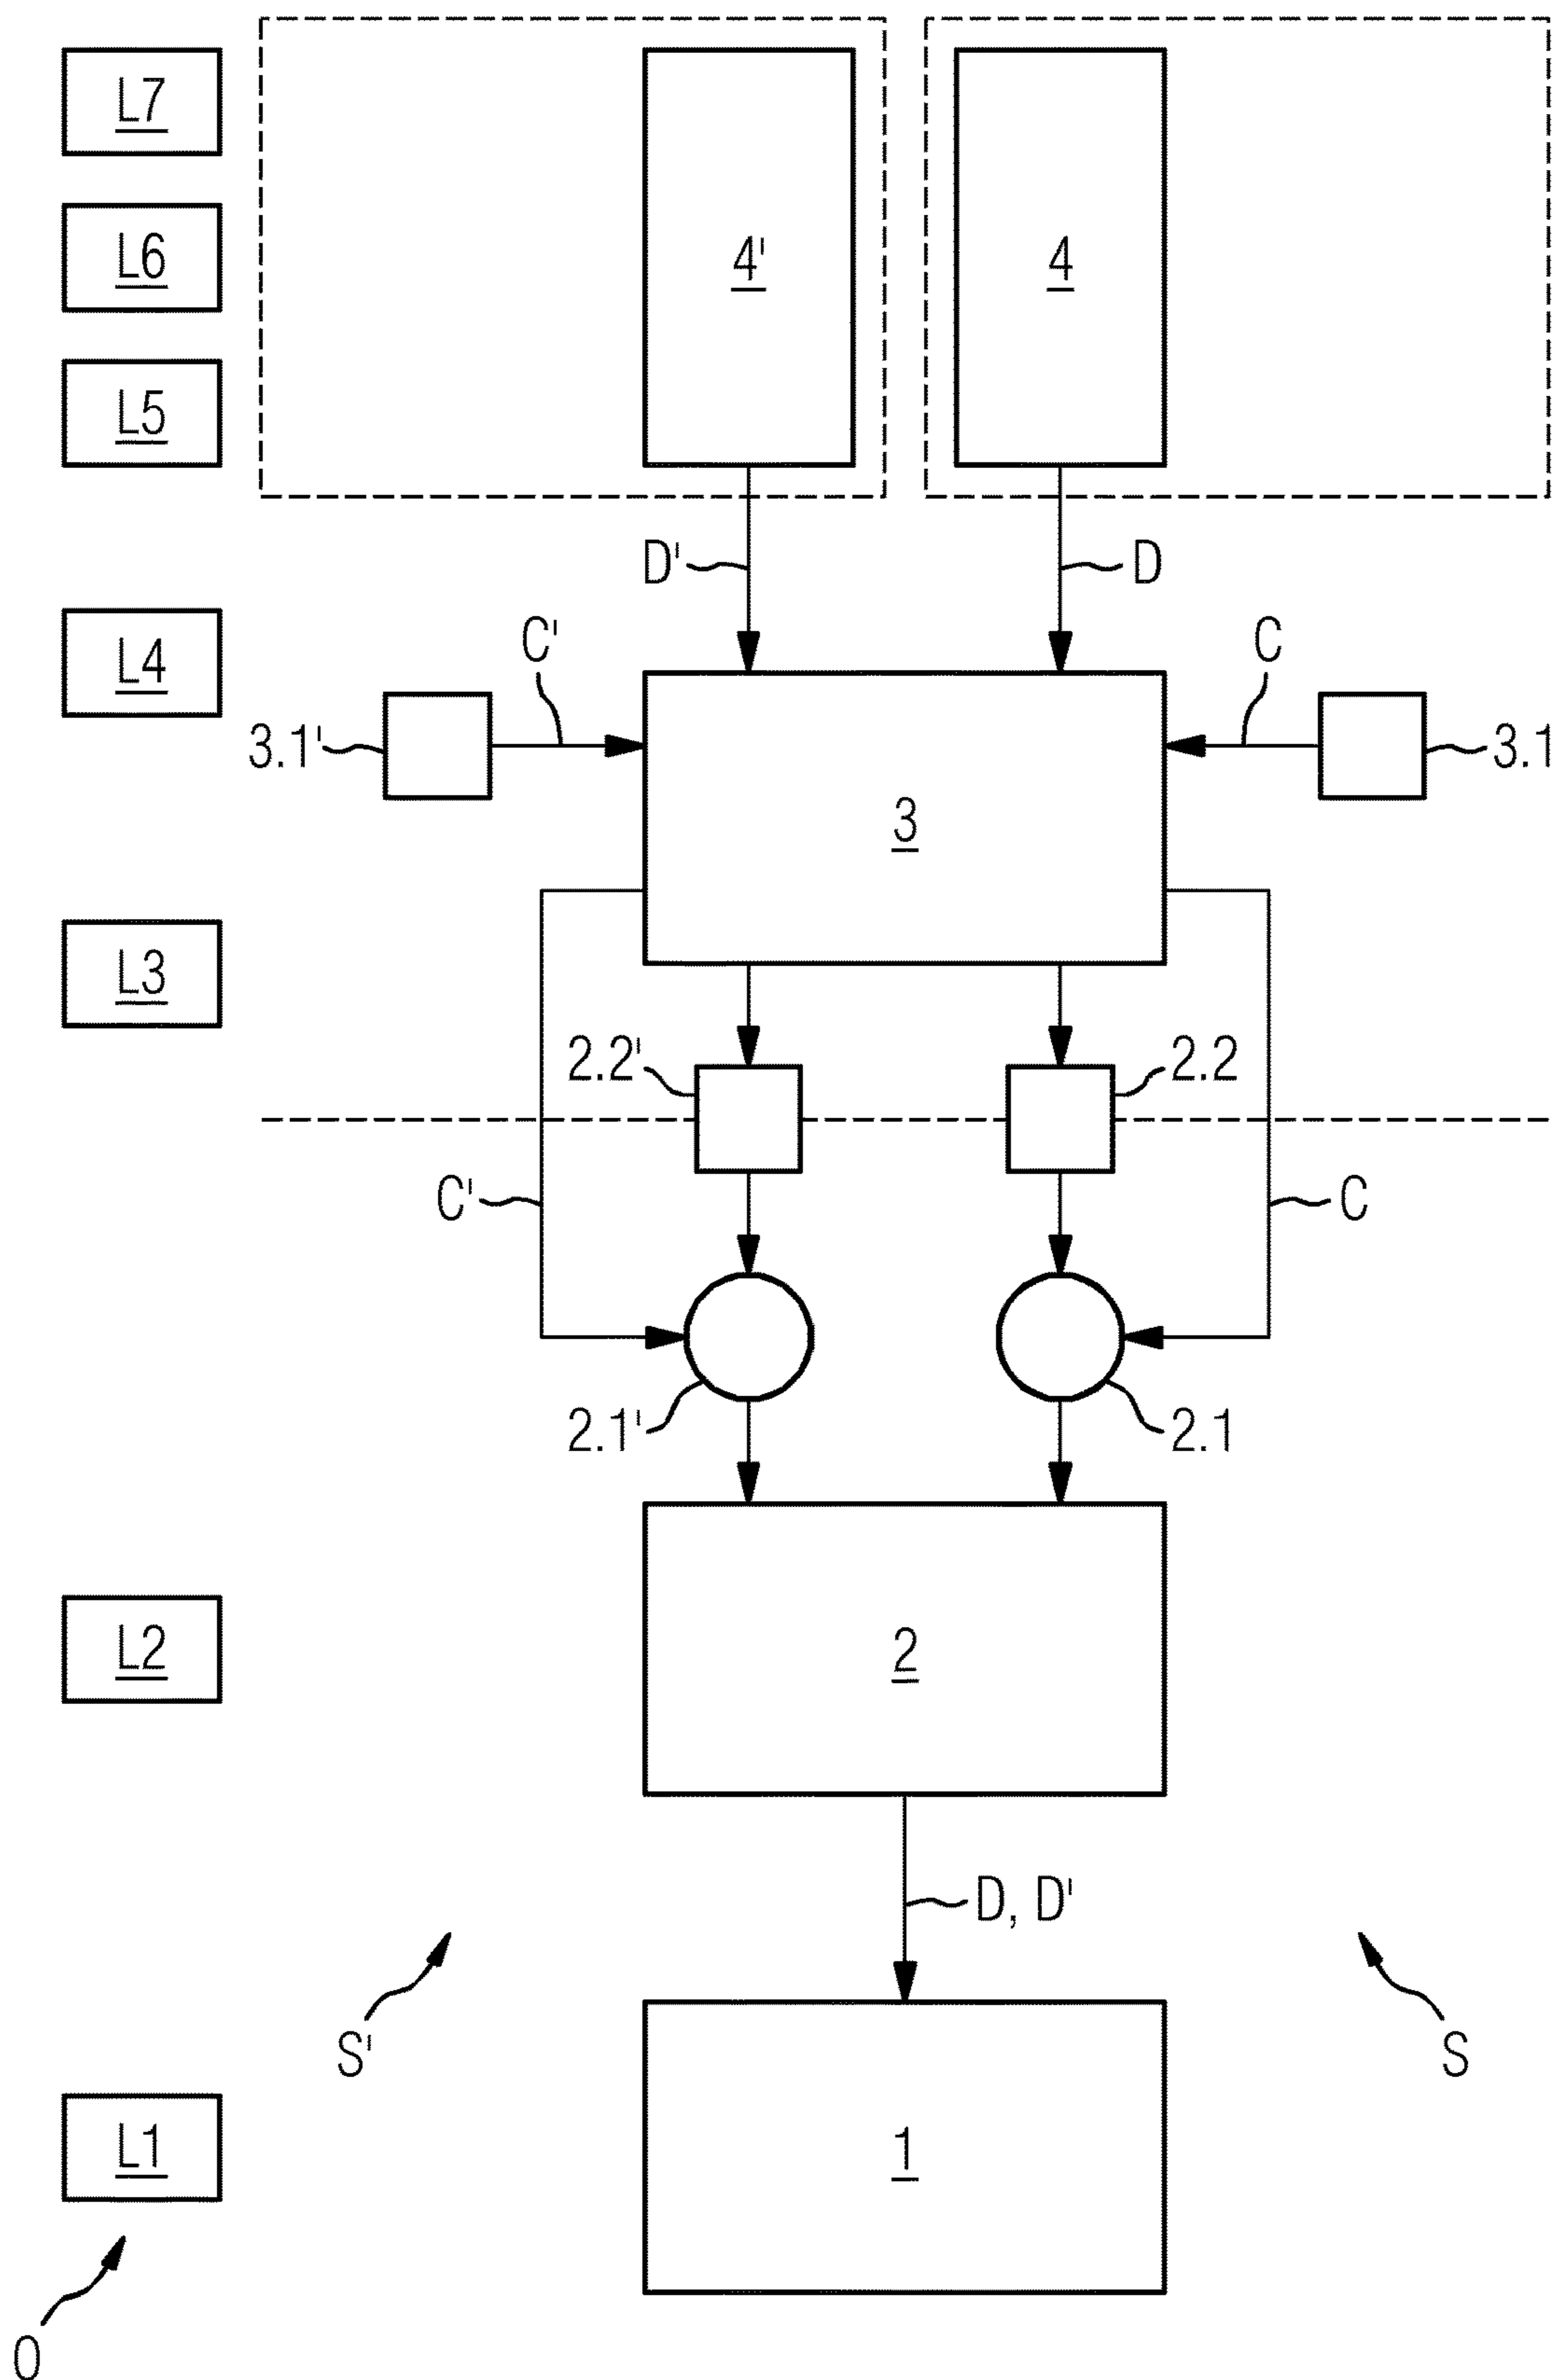 L7
L6 4' 4
L5
D' D
L4 C' C
3.1' 3.1
3
L3
2.2' 2.2
C' C
2.1' 2.1
L2 2
D, D'
S' S
L1 1
0